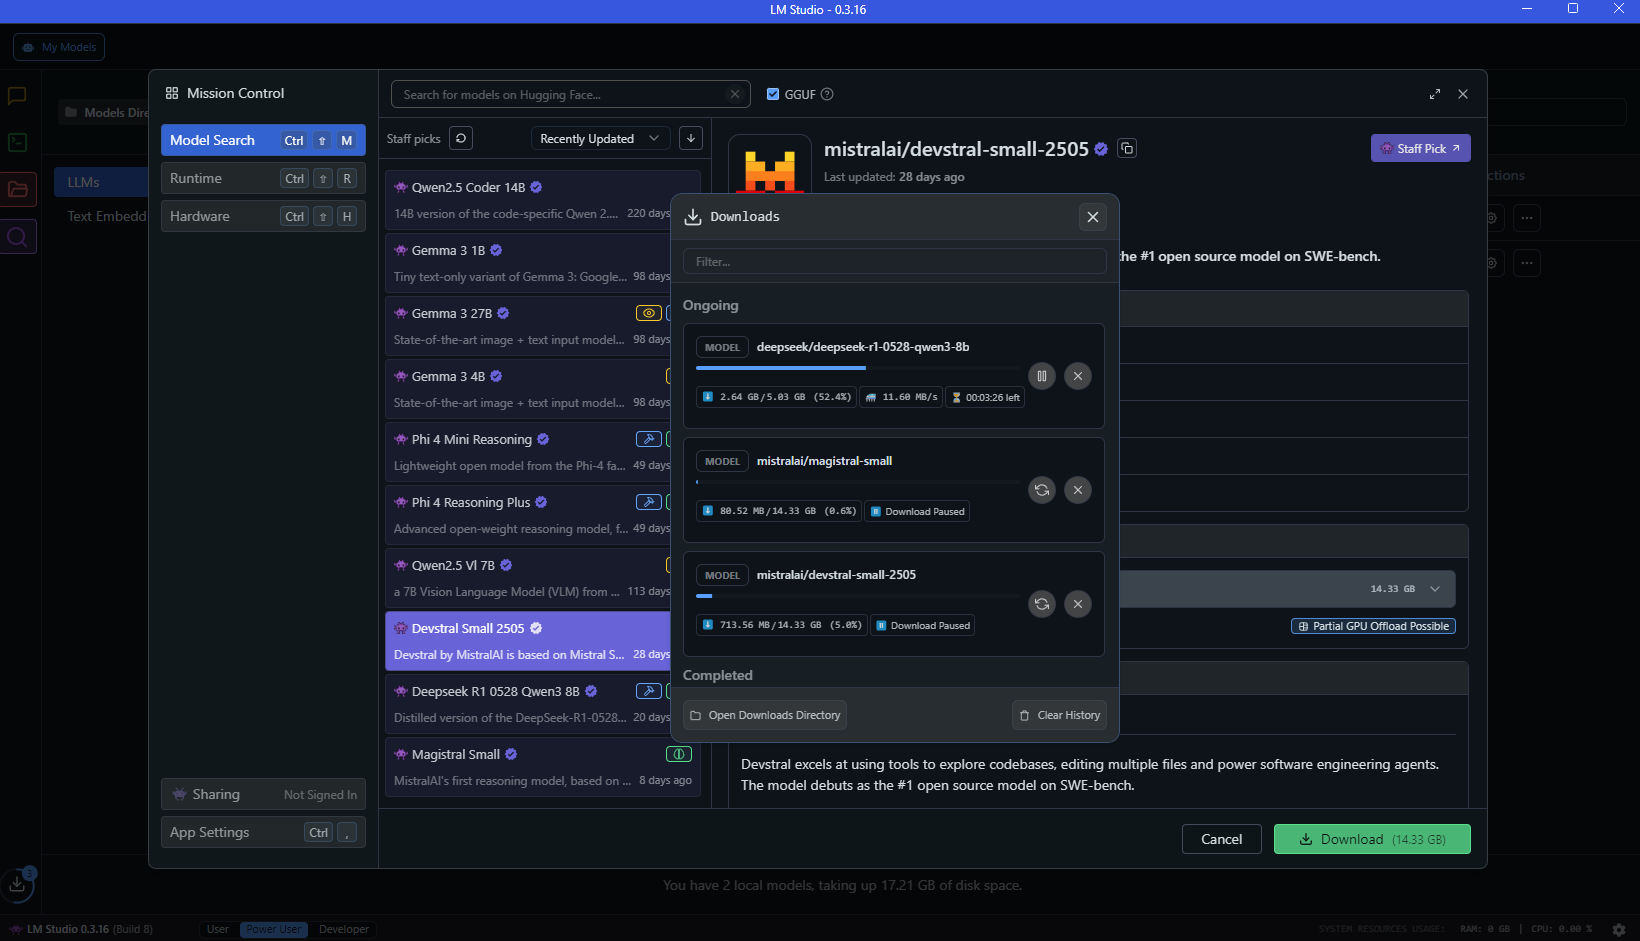 LM Studio - 0.3.16
My Models
Models Dire
LLMs
Text Embedd
Mission Control
Model Search Ctrl ⇧ M
Runtime Ctrl ⇧ R
Hardware Ctrl ⇧ H
Sharing Not Signed In
App Settings Ctrl ,
Search for models on Hugging Face...
GGUF
Staff picks
Recently Updated
Qwen2.5 Coder 14B
14B version of the code-specific Qwen 2.... 220 days
Gemma 3 1B
Tiny text-only variant of Gemma 3: Google... 98 days
Gemma 3 27B
State-of-the-art image + text input model... 98 days
Gemma 3 4B
State-of-the-art image + text input model... 98 days
Phi 4 Mini Reasoning
Lightweight open model from the Phi-4 fa... 49 days
Phi 4 Reasoning Plus
Advanced open-weight reasoning model, f... 49 days
Qwen2.5 Vl 7B
a 7B Vision Language Model (VLM) from ... 113 days
Devstral Small 2505
Devstral by MistralAI is based on Mistral S... 28 days
Deepseek R1 0528 Qwen3 8B
Distilled version of the DeepSeek-R1-0528... 20 days
Magistral Small
MistralAI's first reasoning model, based on ... 8 days ago
mistralai/devstral-small-2505
Last updated: 28 days ago
Staff Pick
ctions
the #1 open source model on SWE-bench.
Downloads
Filter...
Ongoing
MODEL deepseek/deepseek-r1-0528-qwen3-8b
2.64 GB/5.03 GB (52.4%) 11.60 MB/s 00:03:26 left
MODEL mistralai/magistral-small
80.52 MB/14.33 GB (0.6%) Download Paused
MODEL mistralai/devstral-small-2505
713.56 MB/14.33 GB (5.0%) Download Paused
Completed
Open Downloads Directory
Clear History
14.33 GB
Partial GPU Offload Possible
Devstral excels at using tools to explore codebases, editing multiple files and power software engineering agents.
The model debuts as the #1 open source model on SWE-bench.
Cancel
Download (14.33 GB)
3
You have 2 local models, taking up 17.21 GB of disk space.
LM Studio 0.3.16 (Build 8)
User
Power User
Developer
SYSTEM RESOURCES USAGE: RAM: 0 GB | CPU: 0.00 %